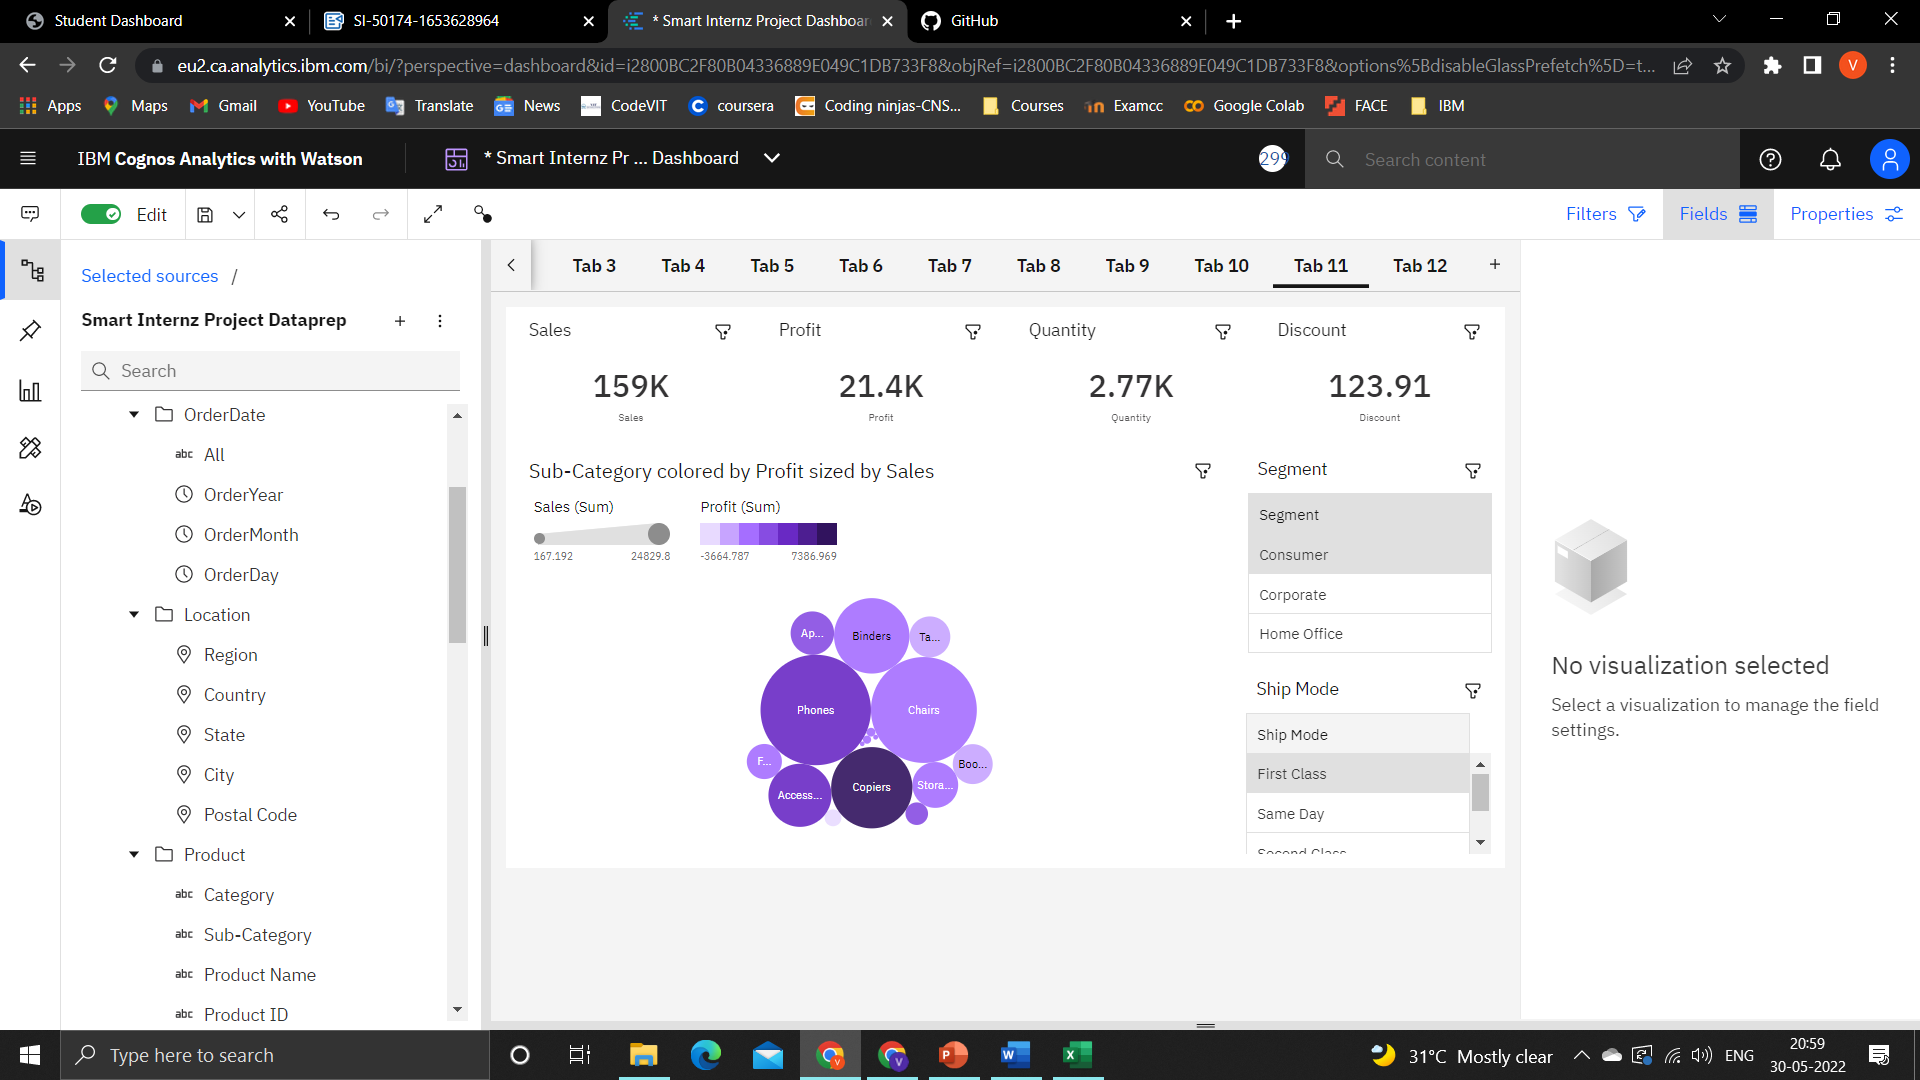 Student Dashboard
SI-50174-1653628964
* Smart Internz Project Dashboar
GitHub
eu2.ca.analytics.ibm.com/bi/?perspective=dashboard&id=i2800BC2F80B04336889E049C1DB733F8&objRef=i2800BC2F80B04336889E049C1DB733F8&options%5BdisableGlassPrefetch%5D=t...
V
Apps
Maps
Gmail
YouTube
Translate
News
CodeVIT
coursera
Coding ninjas-CNS...
Courses
Examcc
Google Colab
FACE
IBM
IBM Cognos Analytics with Watson
* Smart Internz Pr ... Dashboard
299
Search content
Edit
Filters
Fields
Properties
Selected sources /
Smart Internz Project Dataprep
Search
OrderDate
abc All
OrderYear
OrderMonth
OrderDay
Location
Region
Country
State
City
Postal Code
Product
abc Category
abc Sub-Category
abc Product Name
abc Product ID
Tab 3
Tab 4
Tab 5
Tab 6
Tab 7
Tab 8
Tab 9
Tab 10
Tab 11
Tab 12
Sales
159K
Sales
Profit
21.4K
Profit
Quantity
2.77K
Quantity
Discount
123.91
Discount
Sub-Category colored by Profit sized by Sales
Sales (Sum)
167.192
24829.8
Profit (Sum)
-3664.787
7386.969
Ap...
Binders
Ta...
Phones
Chairs
F...
Access...
Copiers
Stora...
Boo...
Segment
Segment
Consumer
Corporate
Home Office
Ship Mode
Ship Mode
First Class
Same Day
Second Class
No visualization selected
Select a visualization to manage the field
settings.
Type here to search
31°C Mostly clear
ENG
20:59
30-05-2022